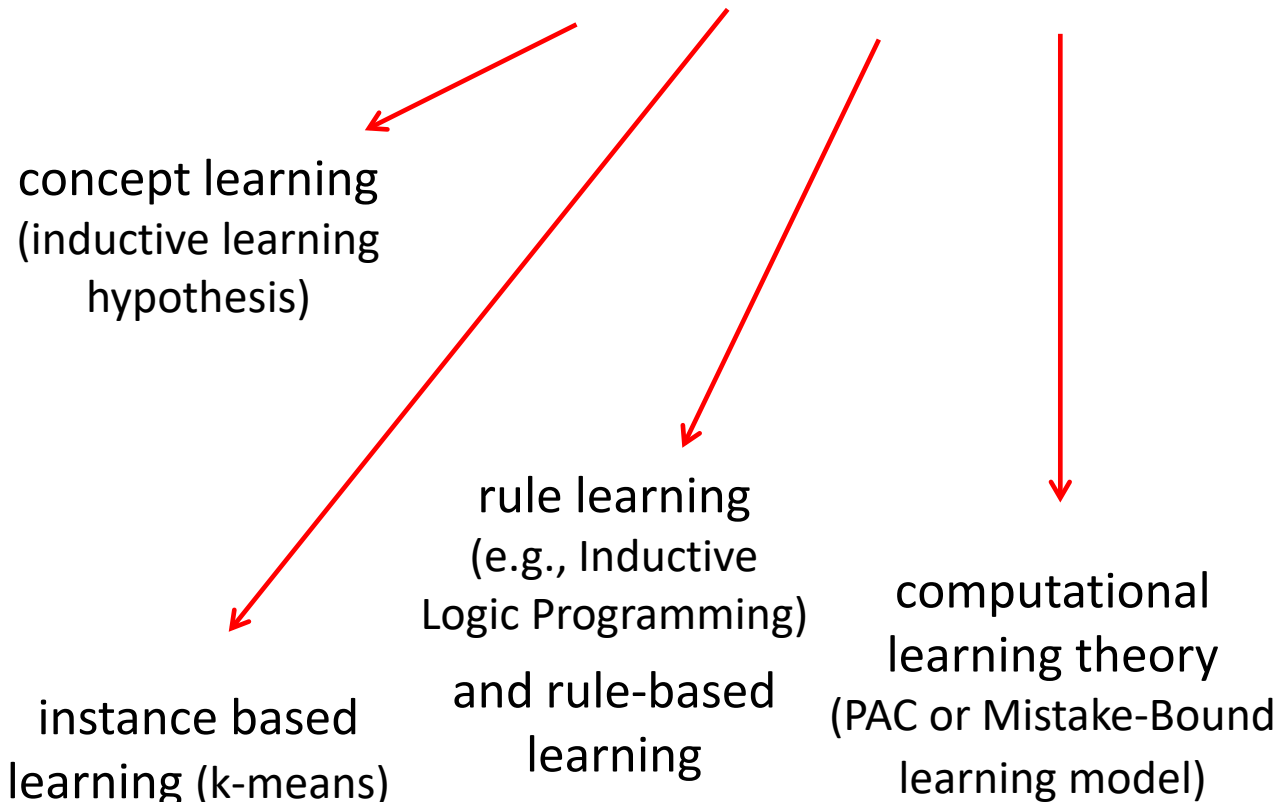 concept learning
(inductive learning
hypothesis)
rule learning
(e.g., Inductive
Logic Programming)
and rule-based
learning
computational
learning theory
(PAC or Mistake-Bound
learning model)
instance based
learning (k-means)